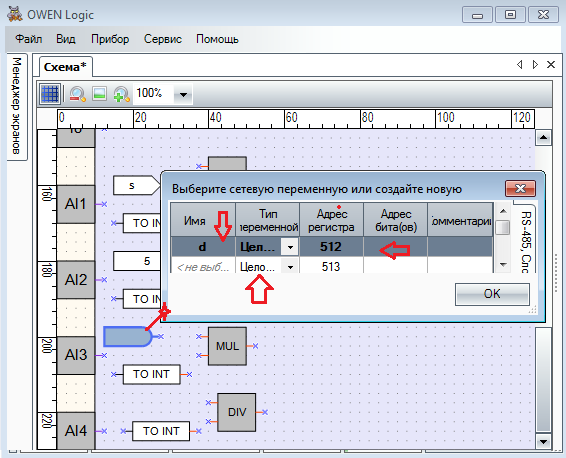 OWEN Logic
Файл Вид Прибор Сервис Помощь
Менеджер экранов
Схема*
100%
0 20 40 60 80 100 120
160
180
200
220
AI1
AI2
AI3
AI4
s
TO INT
5
TO INT
TO INT
MUL
DIV
TO INT
Выберите сетевую переменную или создайте новую
Имя Тип переменной Адрес регистра Адрес бита(ов) Комментарий
d Цел... 512
<не выб... Цело... 513
RS-485, Сло
OK